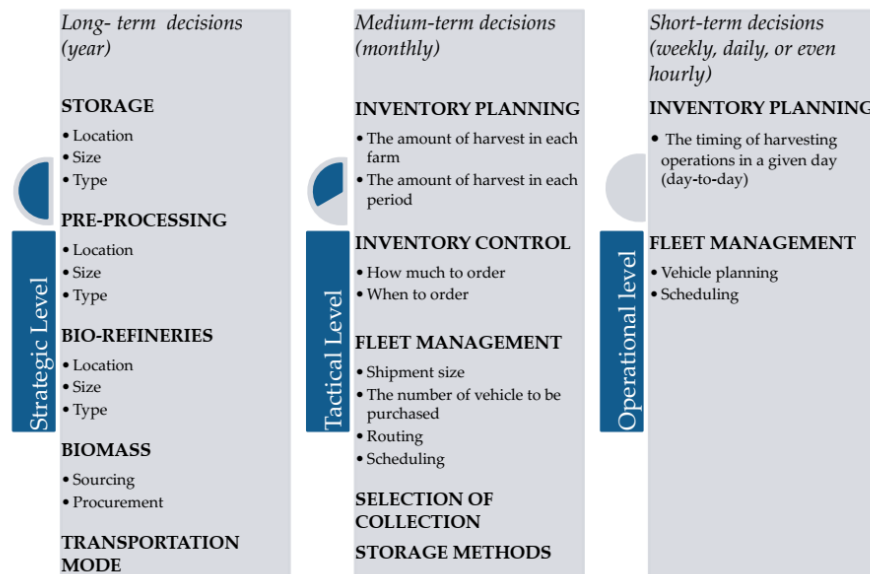 Long- term decisions
(year)
STORAGE
• Location
• Size
• Type
PRE-PROCESSING
• Location
• Size
• Type
BIO-REFINERIES
• Location
• Size
• Type
BIOMASS
• Sourcing
• Procurement
TRANSPORTATION
MODE
Strategic Level
Medium-term decisions
(monthly)
INVENTORY PLANNING
• The amount of harvest in each
farm
• The amount of harvest in each
period
INVENTORY CONTROL
• How much to order
• When to order
FLEET MANAGEMENT
• Shipment size
• The number of vehicle to be
purchased
• Routing
• Scheduling
SELECTION OF
COLLECTION
STORAGE METHODS
Tactical Level
Short-term decisions
(weekly, daily, or even
hourly)
INVENTORY PLANNING
• The timing of harvesting
operations in a given day
(day-to-day)
FLEET MANAGEMENT
• Vehicle planning
• Scheduling
Operational level